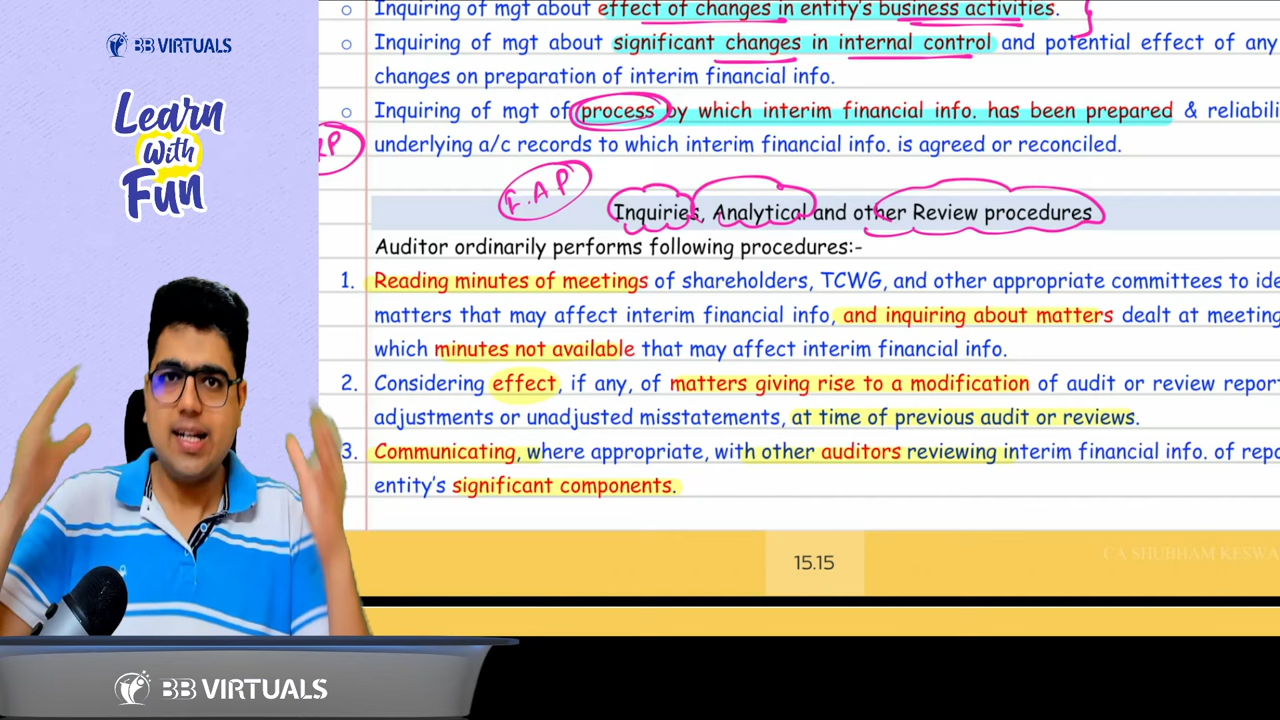 BB VIRTUALS
Learn
With
Fun
Inquiring of mgt about effect of changes in entity's business activities.
Inquiring of mgt about significant changes in internal control and potential effect of any
changes on preparation of interim financial info.
Inquiring of mgt of process by which interim financial info. has been prepared &
underlying a/c records to which interim financial info. is agreed or reconciled.
I.A.P
Inquiries, Analytical and other Review procedures
Auditor ordinarily performs following procedures:-
1. Reading minutes of meetings of shareholders, TCWG, and other appropriate committees to
matters that may affect interim financial info, and inquiring about matters dealt at
which minutes not available that may affect interim financial info.
2. Considering effect, if any, of matters giving rise to a modification of audit or review report
adjustments or unadjusted misstatements, at time of previous audit or reviews.
3. Communicating, where appropriate, with other auditors reviewing interim financial info. of
entity's significant components.
15.15
CA SHUBHAM
BB VIRTUALS